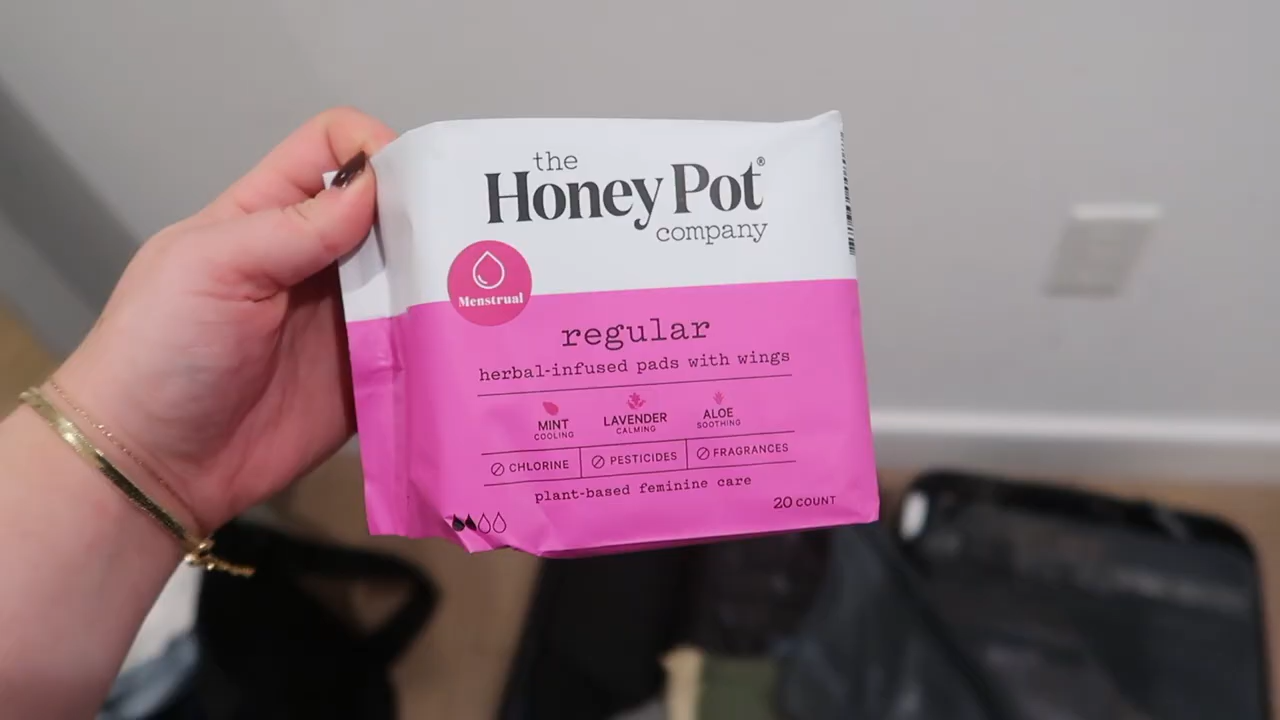 the
Honey Pot®
company
Menstrual
regular
herbal-infused pads with wings
MINT
COOLING
LAVENDER
CALMING
ALOE
SOOTHING
CHLORINE
PESTICIDES
FRAGRANCES
plant-based feminine care
20 COUNT